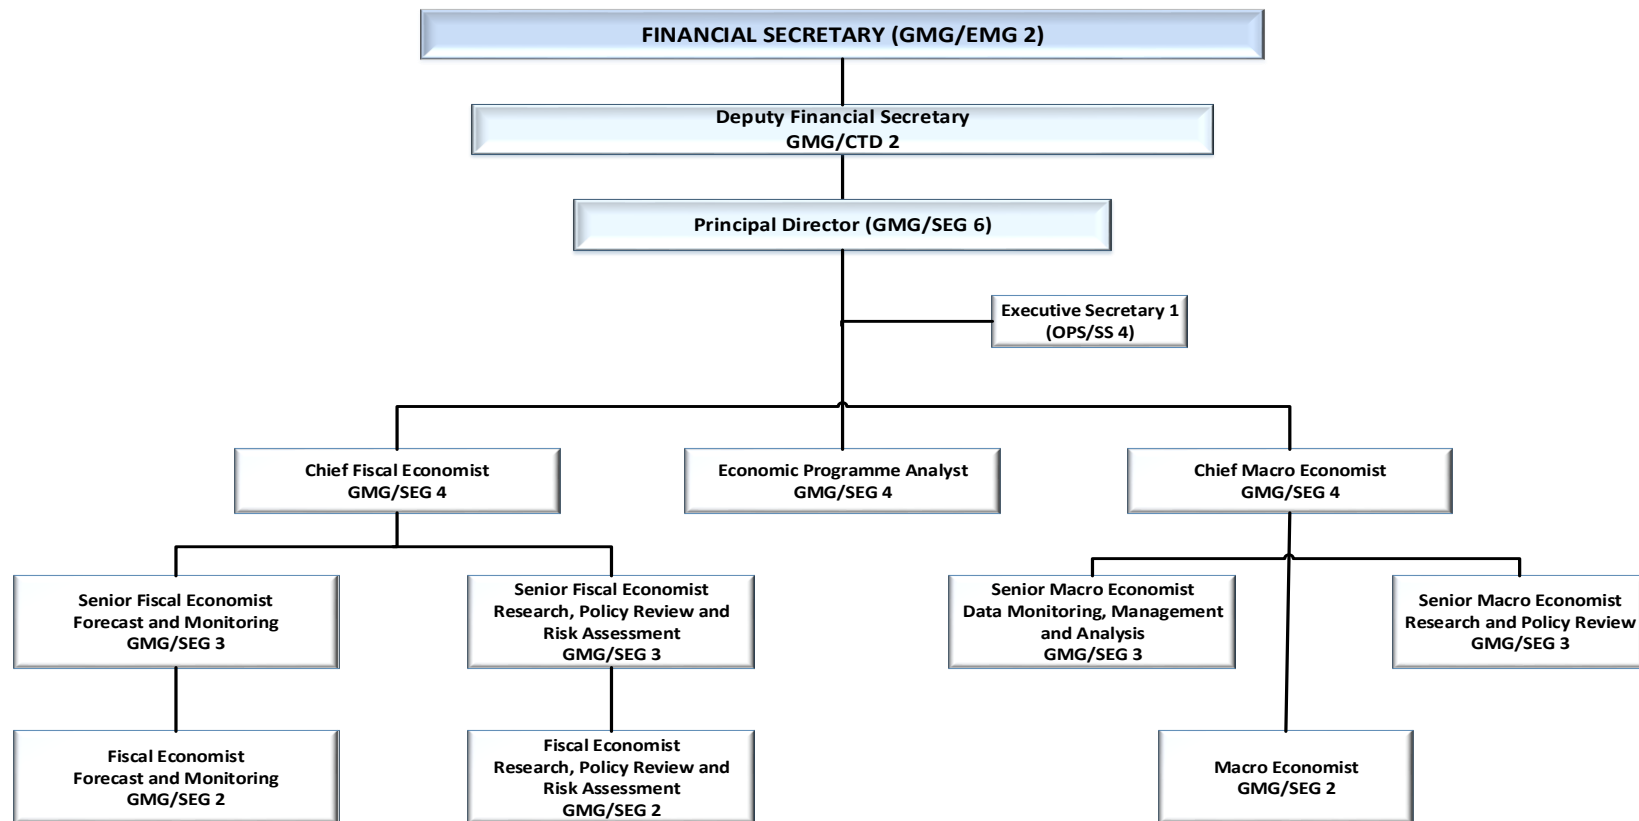 FINANCIAL SECRETARY (GMG/EMG 2)
Deputy Financial Secretary
GMG/CTD 2
Principal Director (GMG/SEG 6)
Executive Secretary 1
(OPS/SS 4)
Chief Fiscal Economist
GMG/SEG 4
Economic Programme Analyst
GMG/SEG 4
Chief Macro Economist
GMG/SEG 4
Senior Fiscal Economist
Forecast and Monitoring
GMG/SEG 3
Senior Fiscal Economist
Research, Policy Review and
Risk Assessment
GMG/SEG 3
Senior Macro Economist
Data Monitoring, Management
and Analysis
GMG/SEG 3
Senior Macro Economist
Research and Policy Review
GMG/SEG 3
Fiscal Economist
Forecast and Monitoring
GMG/SEG 2
Fiscal Economist
Research, Policy Review and
Risk Assessment
GMG/SEG 2
Macro Economist
GMG/SEG 2